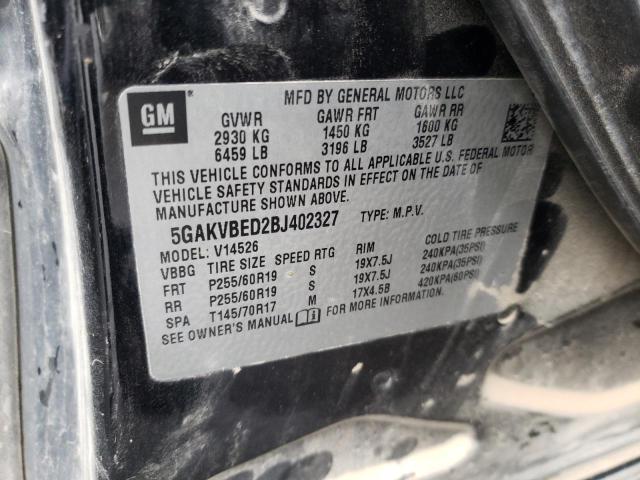 GM ®
MFD BY GENERAL MOTORS LLC
GVWR GAWR FRT GAWR RR
2930 KG 1450 KG 1600 KG
6459 LB 3196 LB 3527 LB
THIS VEHICLE CONFORMS TO ALL APPLICABLE U.S. FEDERAL MOTOR
VEHICLE SAFETY STANDARDS IN EFFECT ON THE DATE OF
MANUFACTURE SHOWN ABOVE.
5GAKVBED2BJ402327 TYPE: M.P.V.
MODEL: V14526
VBBG TIRE SIZE SPEED RTG RIM COLD TIRE PRESSURE
FRT P255/60R19 S 19X7.5J 240KPA(35PSI)
RR P255/60R19 S 19X7.5J 240KPA(35PSI)
SPA T145/70R17 M 17X4.5B 420KPA(60PSI)
SEE OWNER'S MANUAL i FOR MORE INFORMATION.